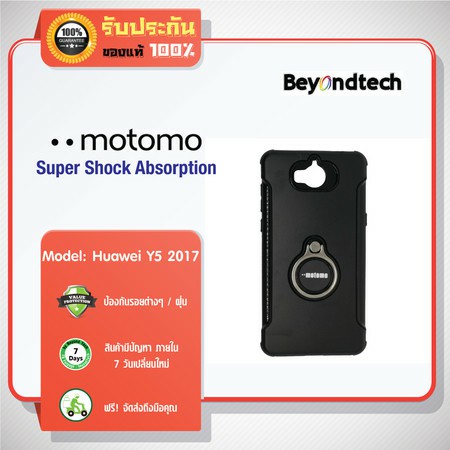 100%
GUARANTEE
รับประกัน
ของแท้ 100%
Beyondtech
motomo
Super Shock Absorption
Model: Huawei Y5 2017
VALUE
PROTECTION
ป้องกันรอยต่างๆ / ฝุ่น
7
Days
สินค้ามีปัญหา ภายใน
7 วันเปลี่ยนใหม่
ฟรี! จัดส่งถึงมือคุณ
motomo